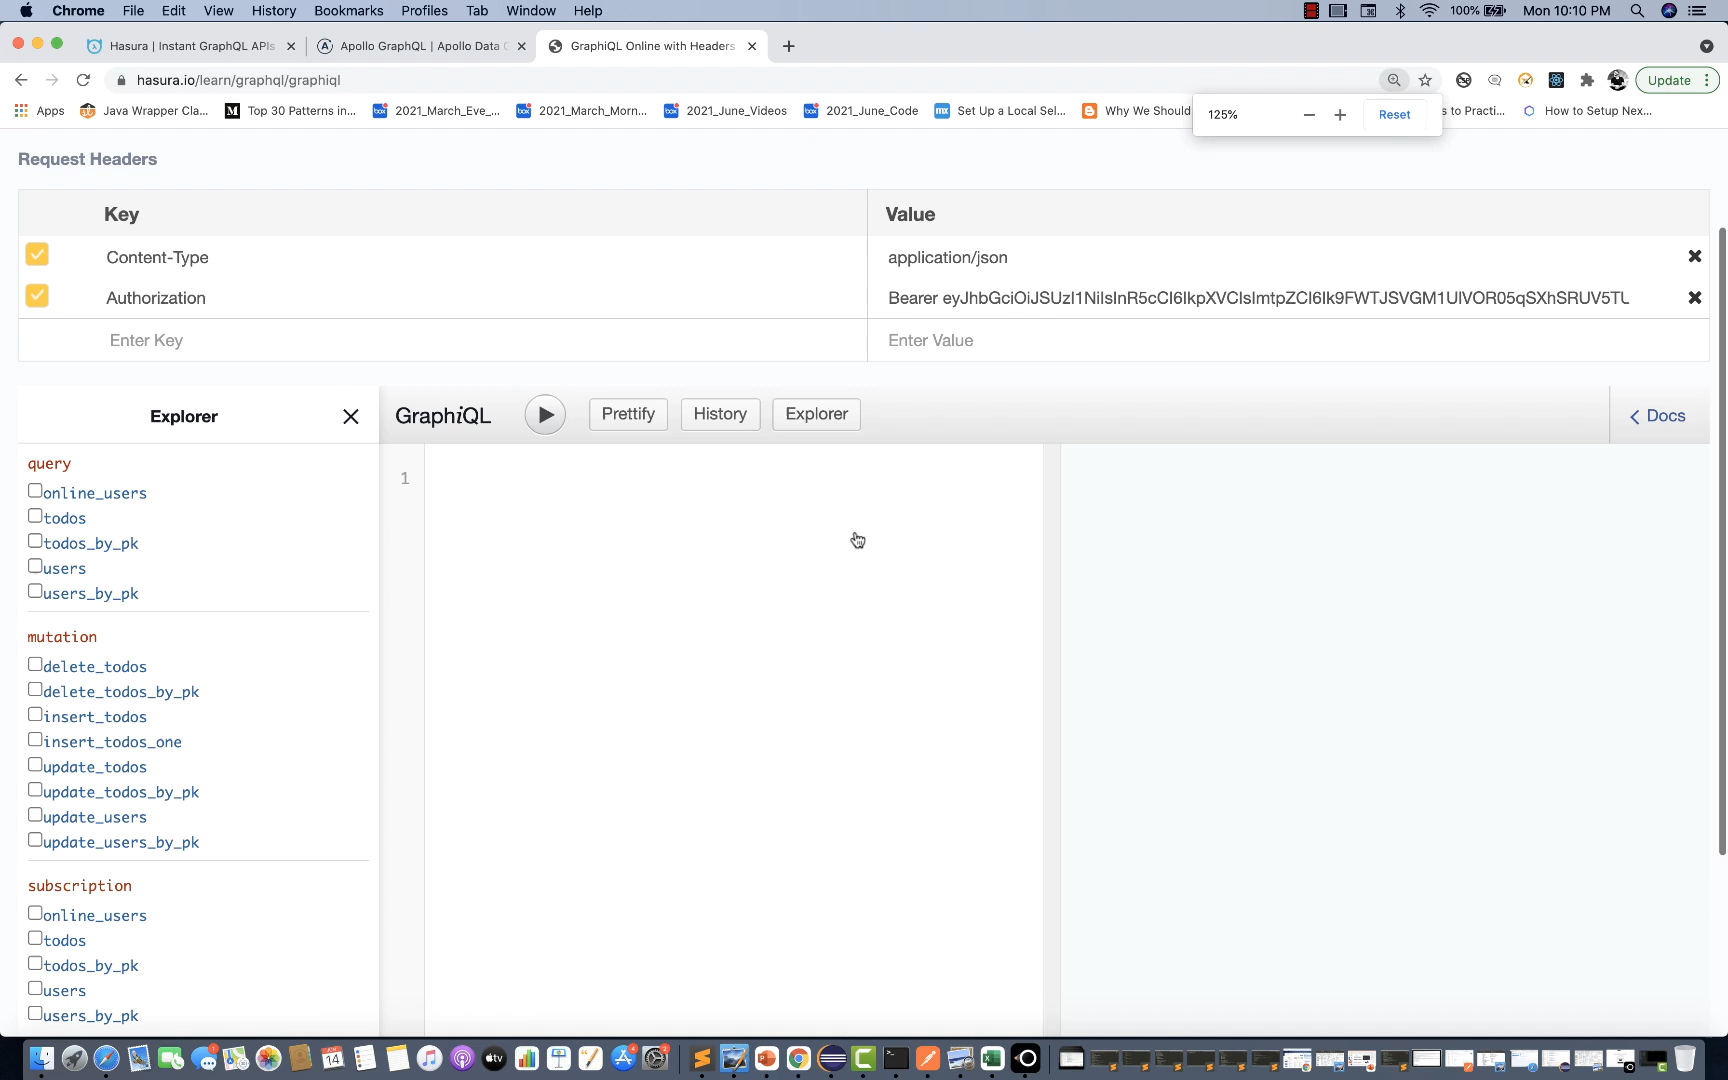 Chrome File Edit View History Bookmarks Profiles Tab Window Help 100% Mon 10:10 PM
Hasura | Instant GraphQL APIs Apollo GraphQL | Apollo Data G GraphiQL Online with Headers
hasura.io/learn/graphql/graphiql Update
Apps Java Wrapper Cla... Top 30 Patterns in... 2021_March_Eve_... 2021_March_Morn... 2021_June_Videos 2021_June_Code Set Up a Local Sel... Why We Should s to Practi... How to Setup Nex...
125% Reset
Request Headers
Key Value
Content-Type application/json
Authorization Bearer
Enter Key Enter Value
Explorer GraphiQL Prettify History Explorer Docs
query
1
online_users
todos
todos_by_pk
users
users_by_pk
mutation
delete_todos
delete_todos_by_pk
insert_todos
insert_todos_one
update_todos
update_todos_by_pk
update_users
update_users_by_pk
subscription
online_users
todos
todos_by_pk
users
users_by_pk